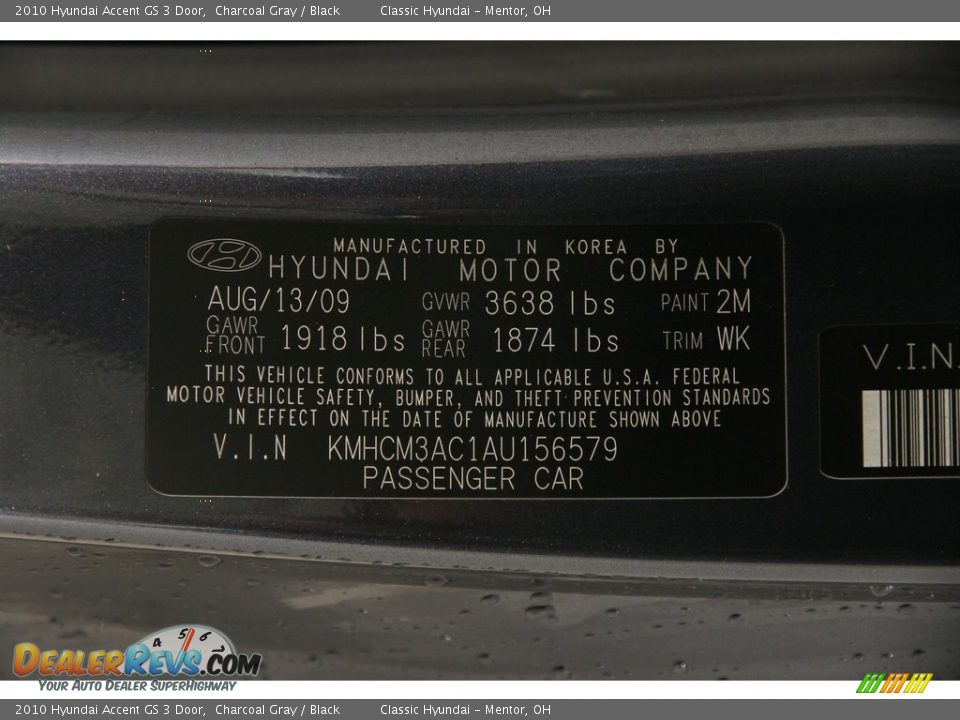 2010 Hyundai Accent GS 3 Door, Charcoal Gray / Black Classic Hyundai - Mentor, OH
MANUFACTURED IN KOREA BY
HYUNDAI MOTOR COMPANY
AUG/13/09 GVWR 3638 lbs PAINT 2M
GAWR FRONT 1918 lbs GAWR REAR 1874 lbs TRIM WK
THIS VEHICLE CONFORMS TO ALL APPLICABLE U.S.A. FEDERAL
MOTOR VEHICLE SAFETY, BUMPER, AND THEFT PREVENTION STANDARDS
IN EFFECT ON THE DATE OF MANUFACTURE SHOWN ABOVE
V.I.N KMHCM3AC1AU156579
PASSENGER CAR
V.I.N.
4 5 6 7
DEALERREVS.COM
YOUR AUTO DEALER SUPERHIGHWAY
2010 Hyundai Accent GS 3 Door, Charcoal Gray / Black Classic Hyundai - Mentor, OH